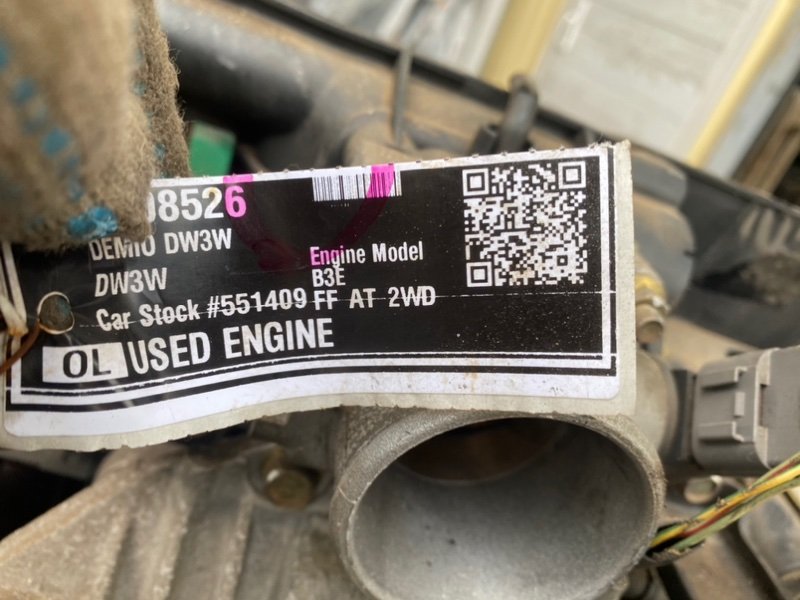 08526
DEMIO DW3W
DW3W
Engine Model
B3E
Car Stock #551409 FF AT 2WD
OL USED ENGINE